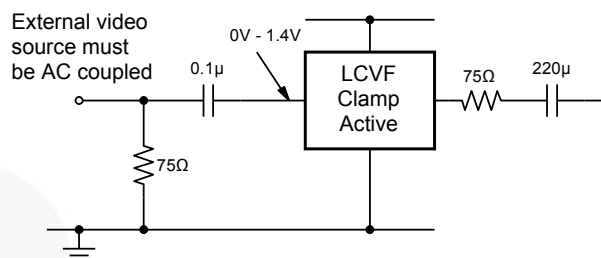 External video
source must
be AC coupled
0V - 1.4V
0.1µ
LCVF
Clamp
Active
75Ω
220µ
75Ω